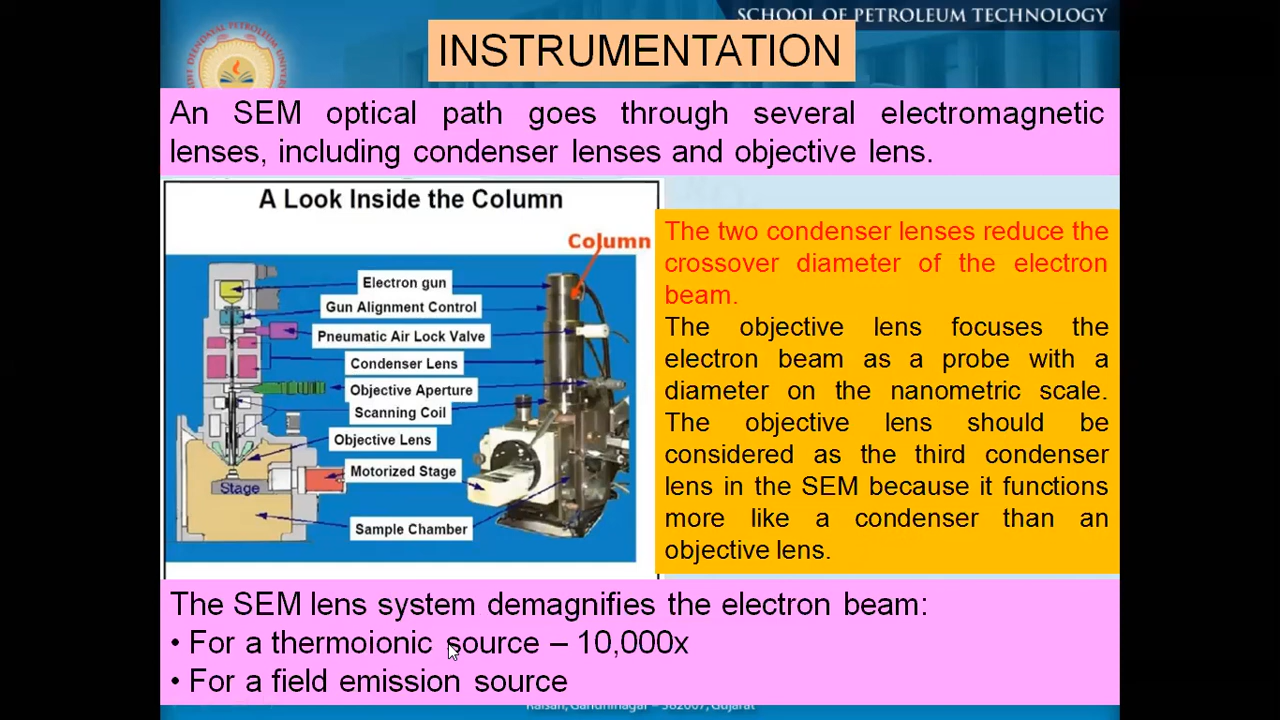 SCHOOL OF PETROLEUM TECHNOLOGY
INSTRUMENTATION
An SEM optical path goes through several electromagnetic
lenses, including condenser lenses and objective lens.
A Look Inside the Column
Column
Electron gun
Gun Alignment Control
Pneumatic Air Lock Valve
Condenser Lens
Objective Aperture
Scanning Coil
Objective Lens
Motorized Stage
Stage
Sample Chamber
The two condenser lenses reduce the
crossover diameter of the electron
beam.
The objective lens focuses the
electron beam as a probe with a
diameter on the nanometric scale.
The objective lens should be
considered as the third condenser
lens in the SEM because it functions
more like a condenser than an
objective lens.
The SEM lens system demagnifies the electron beam:
• For a thermoionic source – 10,000x
• For a field emission source
Raisan, Gandhinagar – 382007, Gujarat